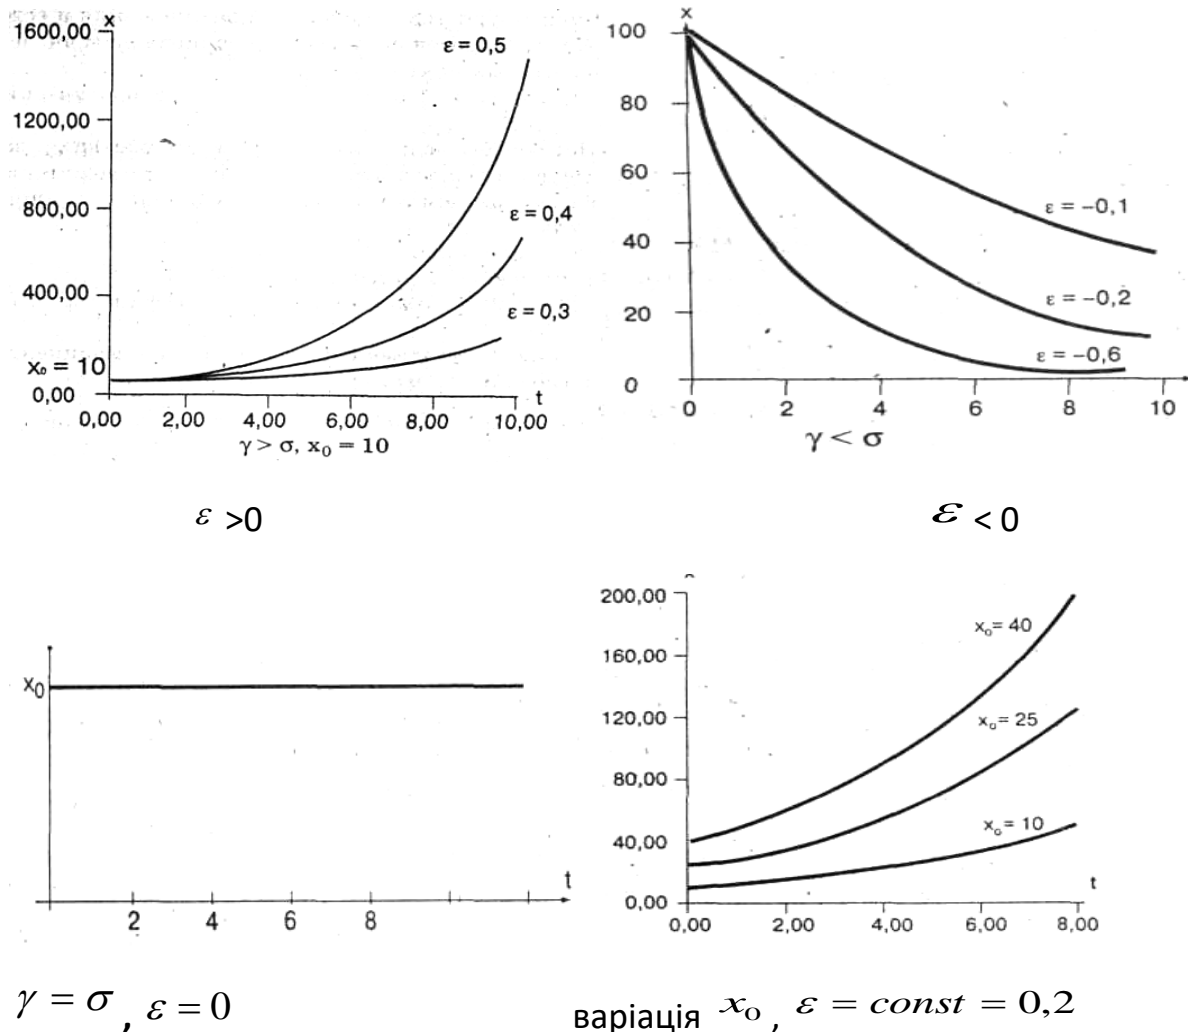 x
1600,00
ε = 0,5
1200,00
800,00
ε = 0,4
400,00
ε = 0,3
x₀ = 10
0,00
t
0,00 2,00 4,00 6,00 8,00 10,00
γ > σ, x₀ = 10
ε >0
x
100
80
60
ε = −0,1
40
ε = −0,2
20
ε = −0,6
0
0 2 4 6 8 10
γ < σ
ε < 0
x₀
t
2 4 6 8
γ = σ , ε = 0
200,00
x₀= 40
160,00
120,00
x₀= 25
80,00
x₀= 10
40,00
t
0,00
0,00 2,00 4,00 6,00 8,00
варіація x₀ , ε = const = 0,2